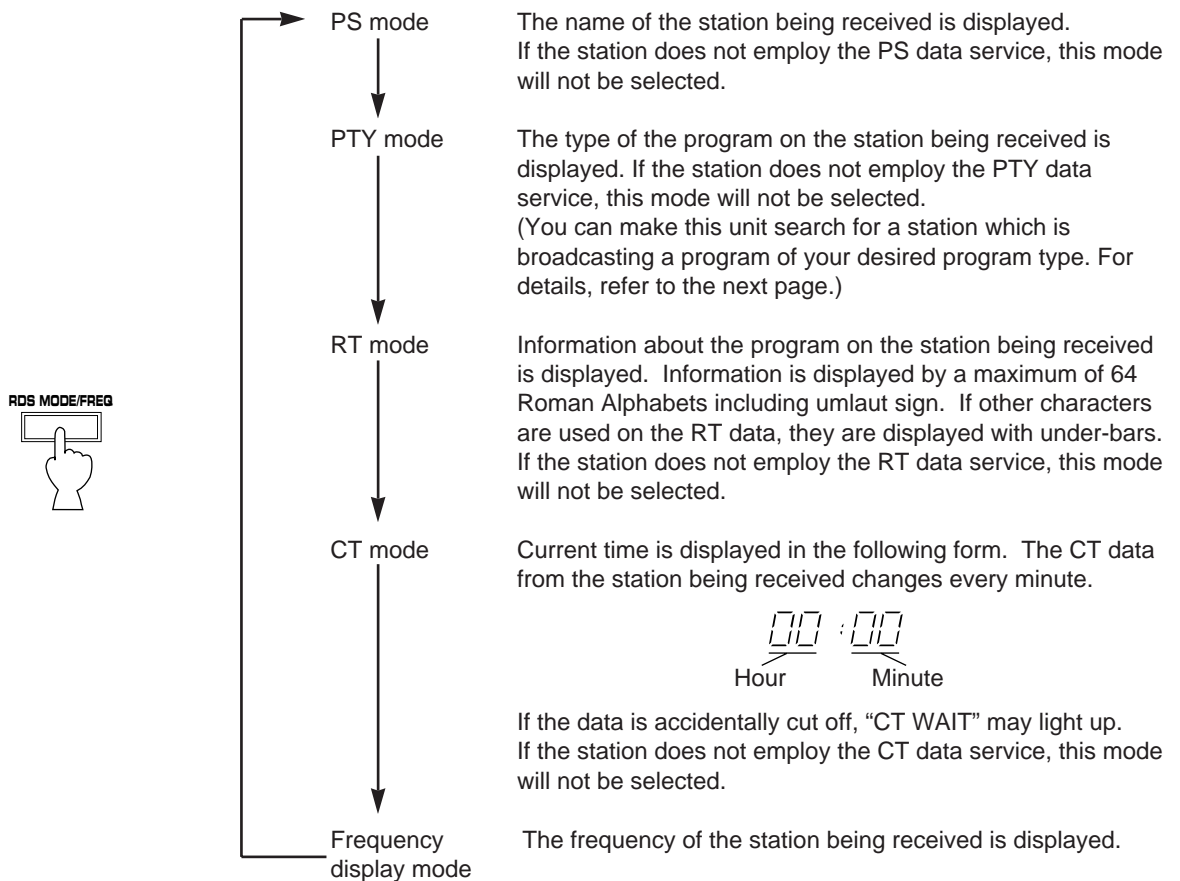 PS mode
The name of the station being received is displayed.
If the station does not employ the PS data service, this mode
will not be selected.
PTY mode
The type of the program on the station being received is
displayed. If the station does not employ the PTY data
service, this mode will not be selected.
(You can make this unit search for a station which is
broadcasting a program of your desired program type. For
details, refer to the next page.)
RT mode
Information about the program on the station being received
is displayed.  Information is displayed by a maximum of 64
Roman Alphabets including umlaut sign.  If other characters
are used on the RT data, they are displayed with under-bars.
If the station does not employ the RT data service, this mode
will not be selected.
RDS MODE/FREQ
CT mode
Current time is displayed in the following form.  The CT data
from the station being received changes every minute.
00 : 00
Hour Minute
If the data is accidentally cut off, “CT WAIT” may light up.
If the station does not employ the CT data service, this mode
will not be selected.
Frequency
display mode
The frequency of the station being received is displayed.